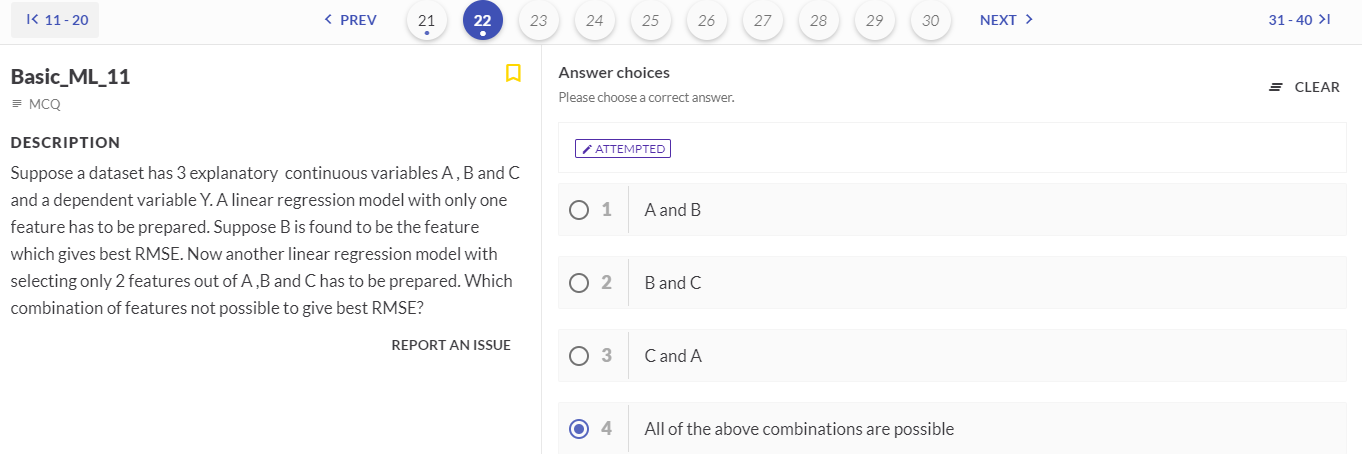 11 - 20
PREV
21
22
23
24
25
26
27
28
29
30
NEXT
31 - 40
Basic_ML_11
MCQ
DESCRIPTION
Suppose a dataset has 3 explanatory continuous variables A , B and C
and a dependent variable Y. A linear regression model with only one
feature has to be prepared. Suppose B is found to be the feature
which gives best RMSE. Now another linear regression model with
selecting only 2 features out of A ,B and C has to be prepared. Which
combination of features not possible to give best RMSE?
REPORT AN ISSUE
Answer choices
Please choose a correct answer.
CLEAR
ATTEMPTED
1 A and B
2 B and C
3 C and A
4 All of the above combinations are possible